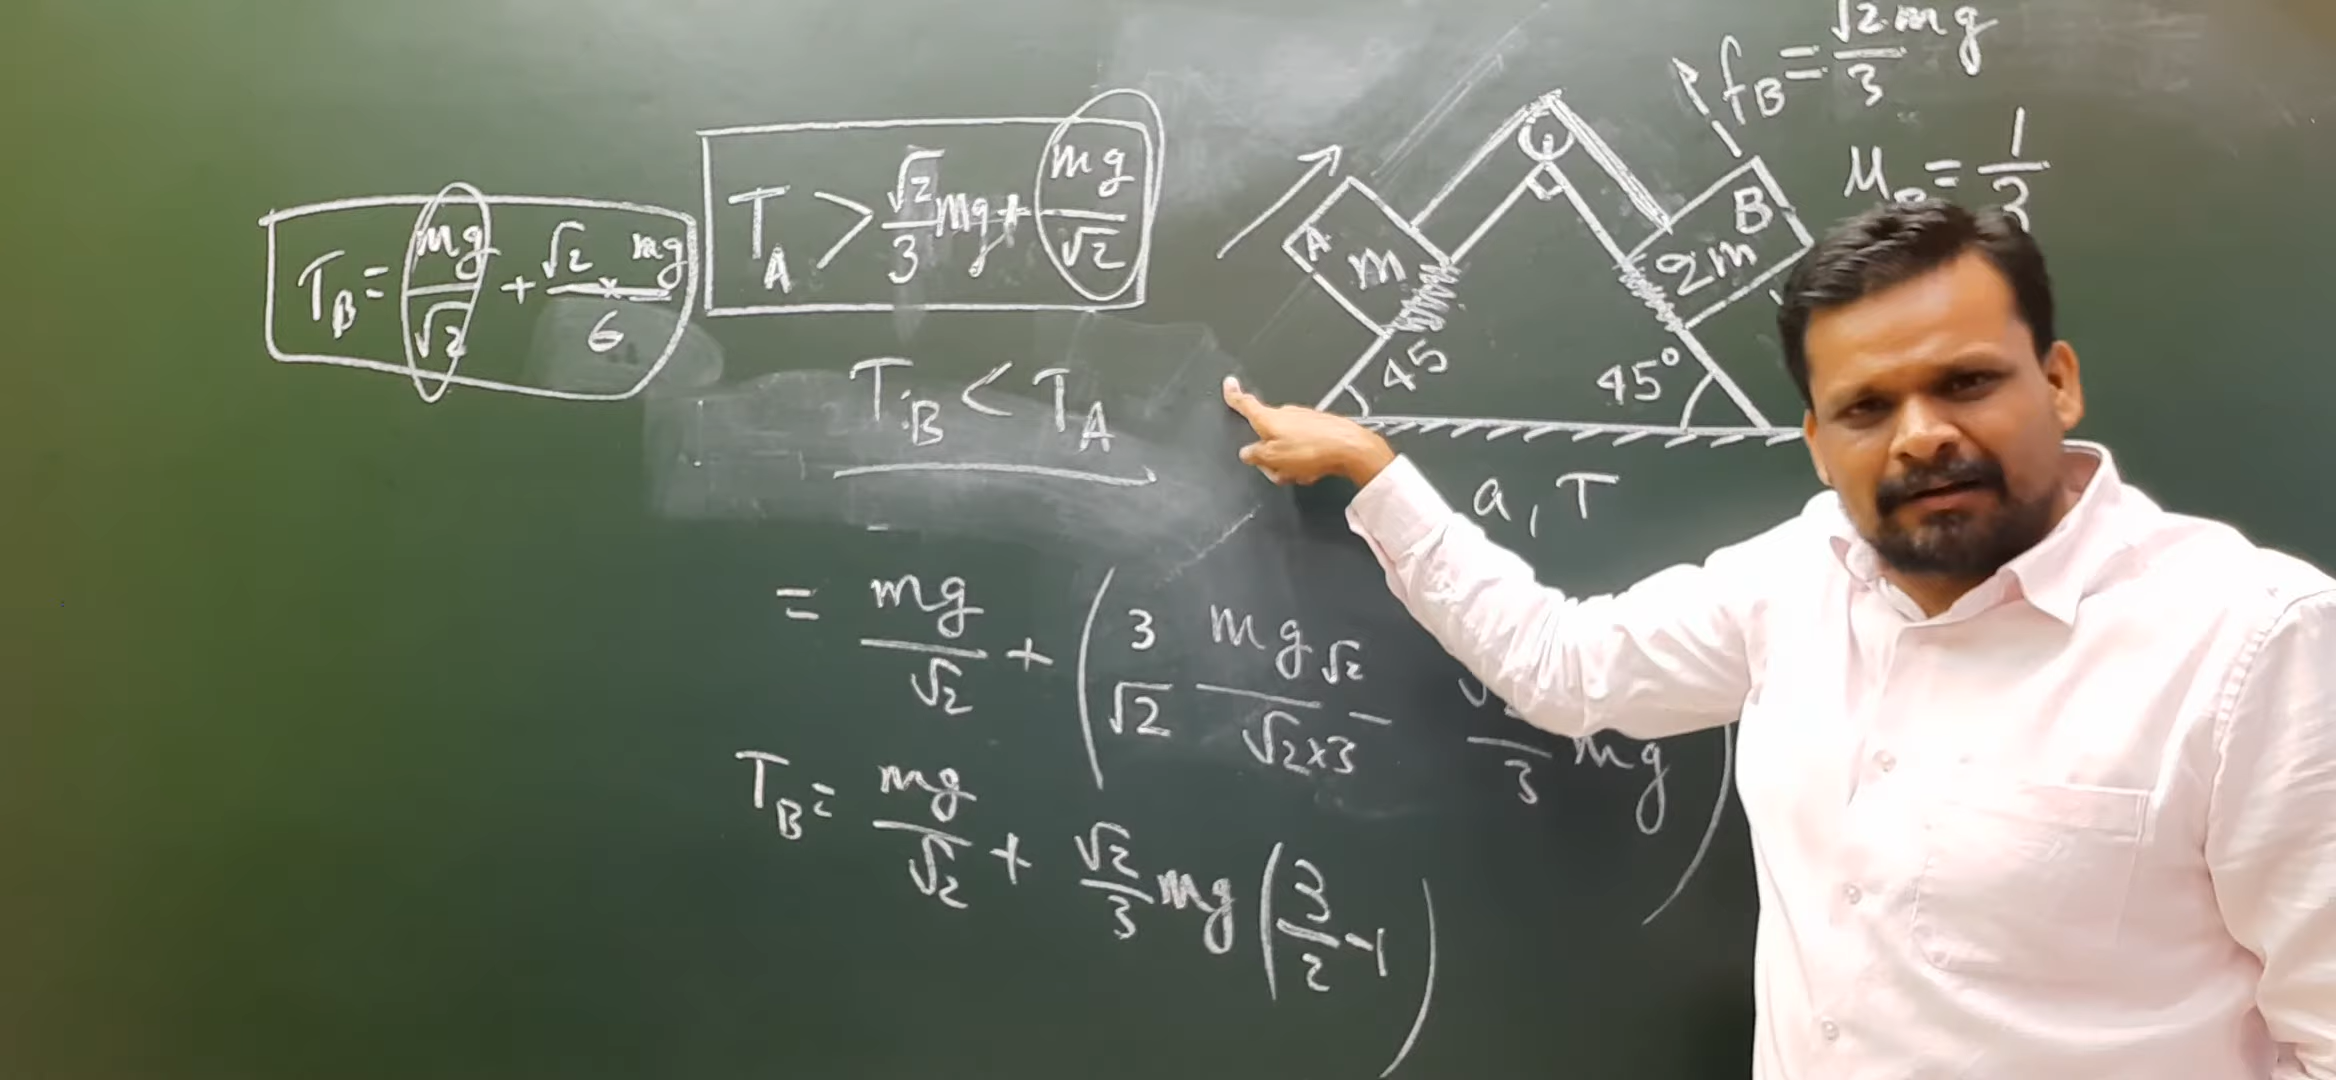 T_B = mg/√2 + √2 × mg/6
T_A > √2/3 mg + mg/√2
T_B < T_A
= mg/√2 + ( 3/√2 mg√2/√2×3 - √2/3 mg )
T_B = mg/√2 + √2/3 mg ( 3/2 - 1 )
f_B = √2 mg/3
A
m
B
2m
45
45°
a, T